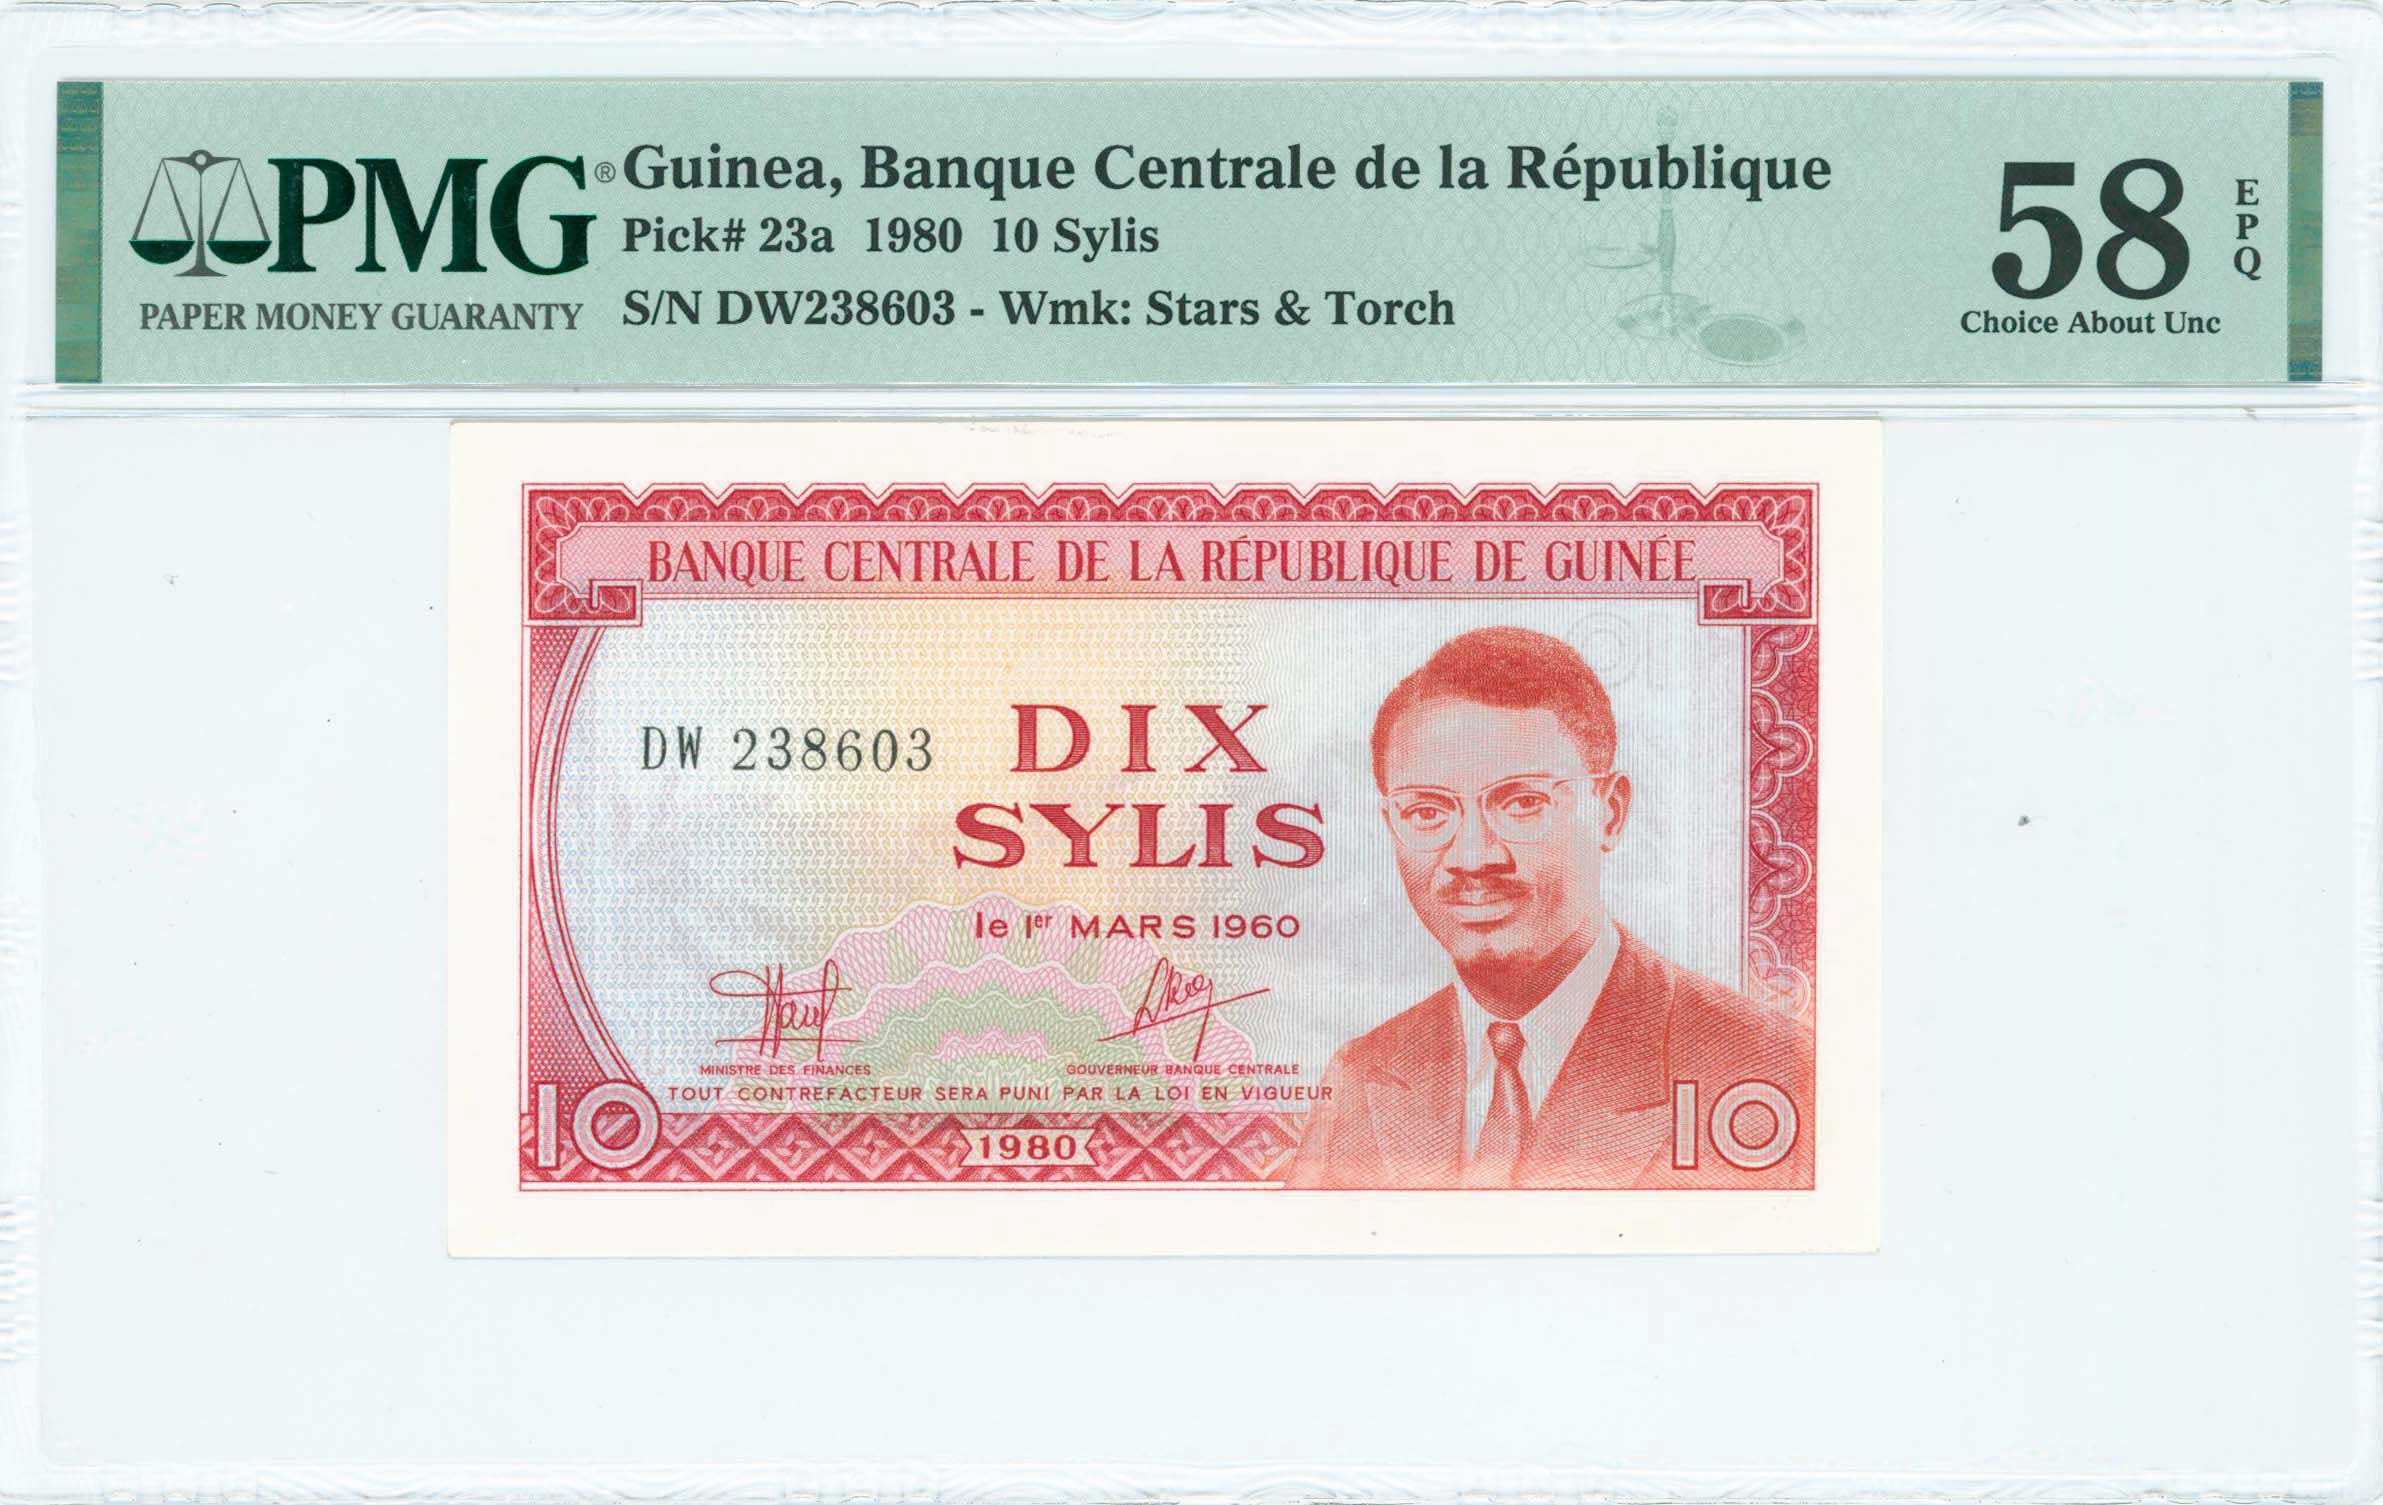 PMG®
PAPER MONEY GUARANTY
Guinea, Banque Centrale de la République
Pick# 23a 1980 10 Sylis
S/N DW238603 - Wmk: Stars & Torch
58
EPQ
Choice About Unc
BANQUE CENTRALE DE LA RÉPUBLIQUE DE GUINÉE
DW 238603
DIX
SYLIS
le 1er MARS 1960
MINISTRE DES FINANCES
GOUVERNEUR BANQUE CENTRALE
TOUT CONTREFACTEUR SERA PUNI PAR LA LOI EN VIGUEUR
10
1980
10